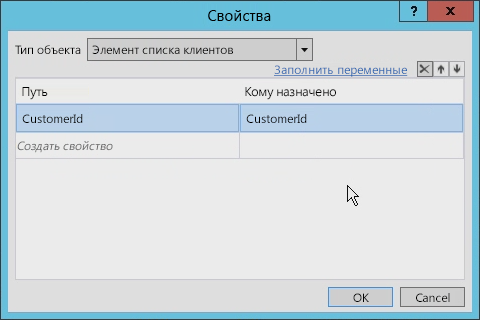 Свойства
Тип объекта Элемент списка клиентов
Заполнить переменные
Путь Кому назначено
CustomerId CustomerId
Создать свойство
OK Cancel